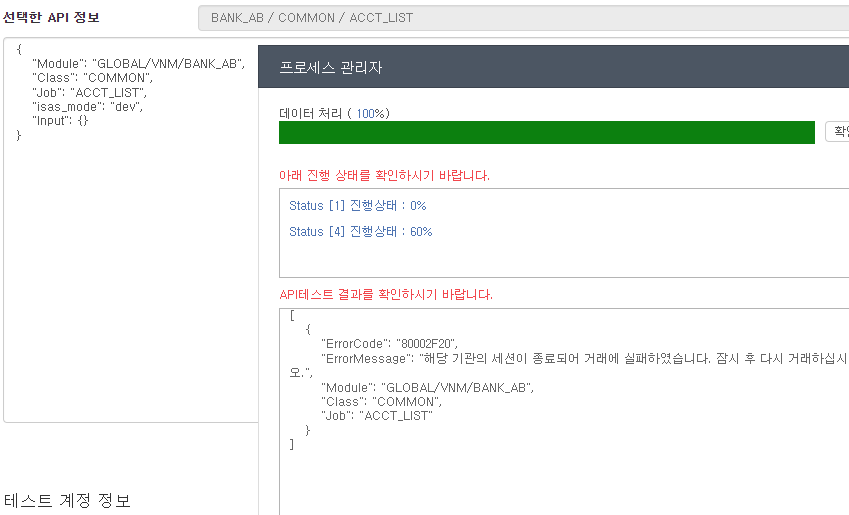 선택한 API 정보
BANK_AB / COMMON / ACCT_LIST
{
"Module": "GLOBAL/VNM/BANK_AB",
"Class": "COMMON",
"Job": "ACCT_LIST",
"isas_mode": "dev",
"Input": {}
}
프로세스 관리자
데이터 처리 ( 100%)
확인
아래 진행 상태를 확인하시기 바랍니다.
Status [1] 진행상태 : 0%
Status [4] 진행상태 : 60%
API테스트 결과를 확인하시기 바랍니다.
[
{
"ErrorCode": "80002F20",
"ErrorMessage": "해당 기관의 세션이 종료되어 거래에 실패하였습니다. 잠시 후 다시 거래하십시
오.",
"Module": "GLOBAL/VNM/BANK_AB",
"Class": "COMMON",
"Job": "ACCT_LIST"
}
]
테스트 계정 정보